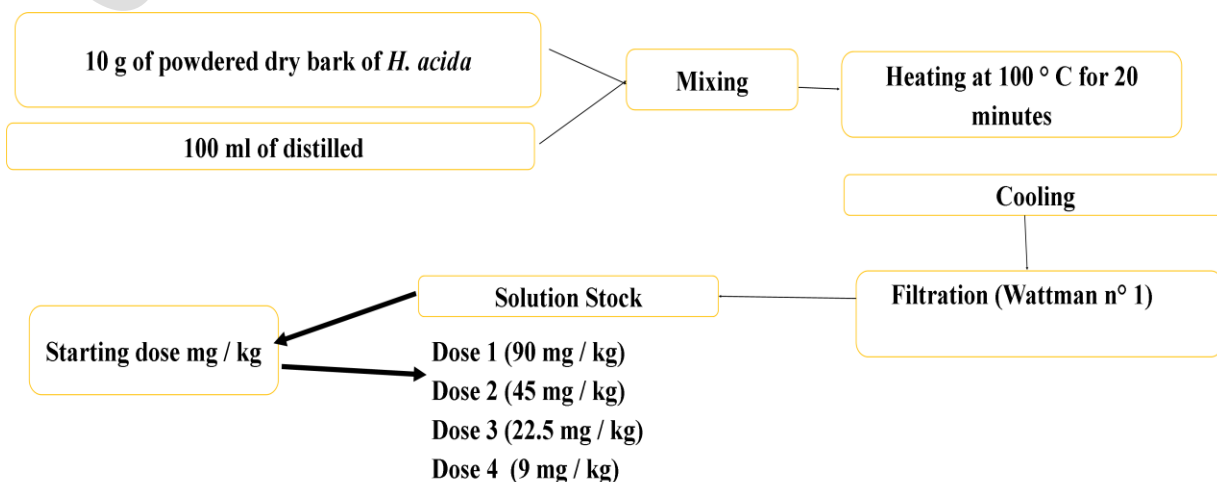 10 g of powdered dry bark of H. acida
100 ml of distilled
Mixing
Heating at 100 ° C for 20
minutes
Cooling
Filtration (Wattman n° 1)
Solution Stock
Starting dose mg / kg
Dose 1 (90 mg / kg)
Dose 2 (45 mg / kg)
Dose 3 (22.5 mg / kg)
Dose 4 (9 mg / kg)